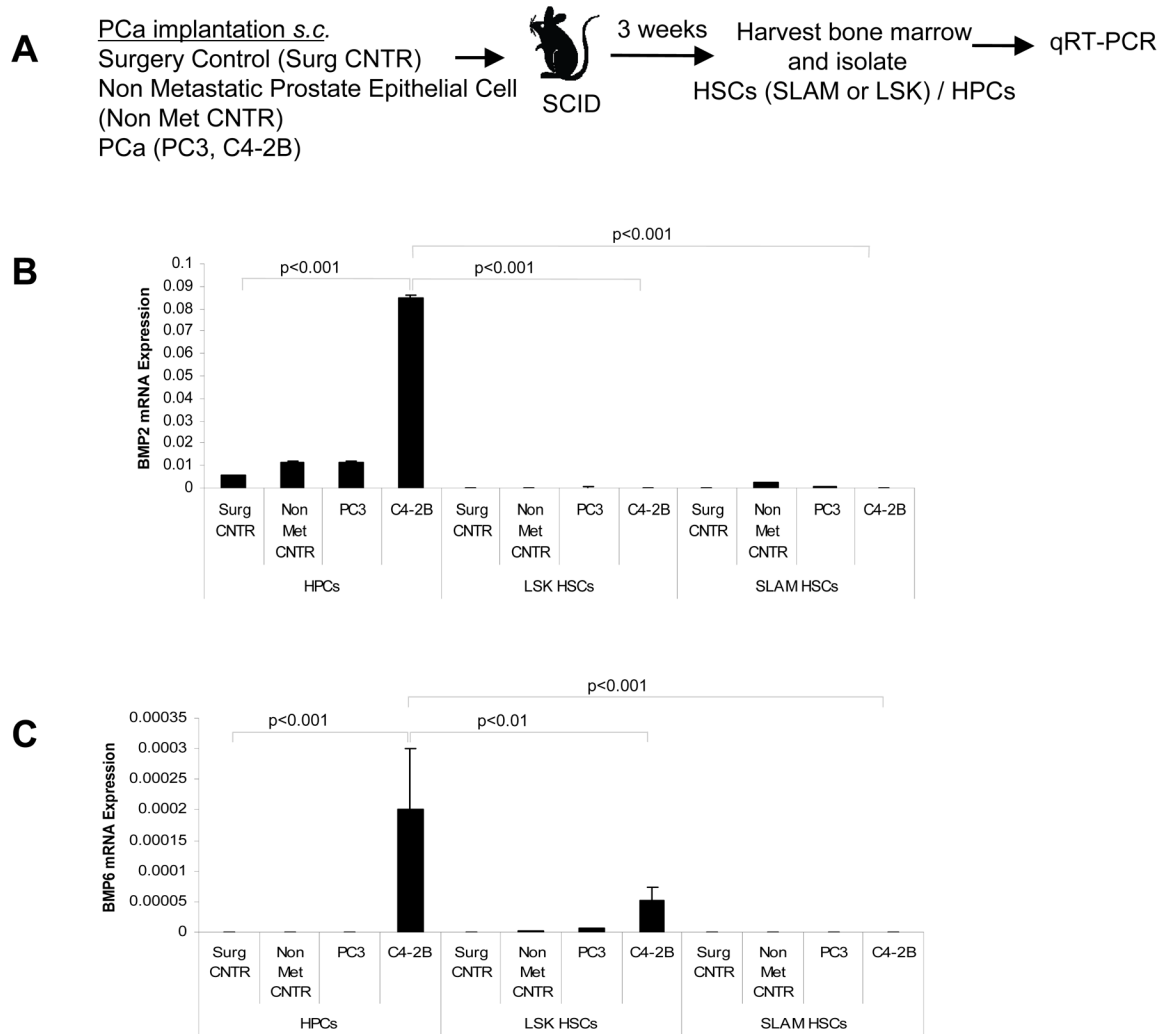 A
PCa implantation s.c.
Surgery Control (Surg CNTR)
Non Metastatic Prostate Epithelial Cell
(Non Met CNTR)
PCa (PC3, C4-2B)
SCID
3 weeks
Harvest bone marrow
and isolate
HSCs (SLAM or LSK) / HPCs
qRT-PCR
B
p<0.001
p<0.001
p<0.001
BMP2 mRNA Expression
0.1
0.09
0.08
0.07
0.06
0.05
0.04
0.03
0.02
0.01
0
Surg CNTR
Non Met CNTR
PC3
C4-2B
Surg CNTR
Non Met CNTR
PC3
C4-2B
Surg CNTR
Non Met CNTR
PC3
C4-2B
HPCs
LSK HSCs
SLAM HSCs
C
p<0.001
p<0.001
p<0.01
BMP6 mRNA Expression
0.00035
0.0003
0.00025
0.0002
0.00015
0.0001
0.00005
0
Surg CNTR
Non Met CNTR
PC3
C4-2B
Surg CNTR
Non Met CNTR
PC3
C4-2B
Surg CNTR
Non Met CNTR
PC3
C4-2B
HPCs
LSK HSCs
SLAM HSCs